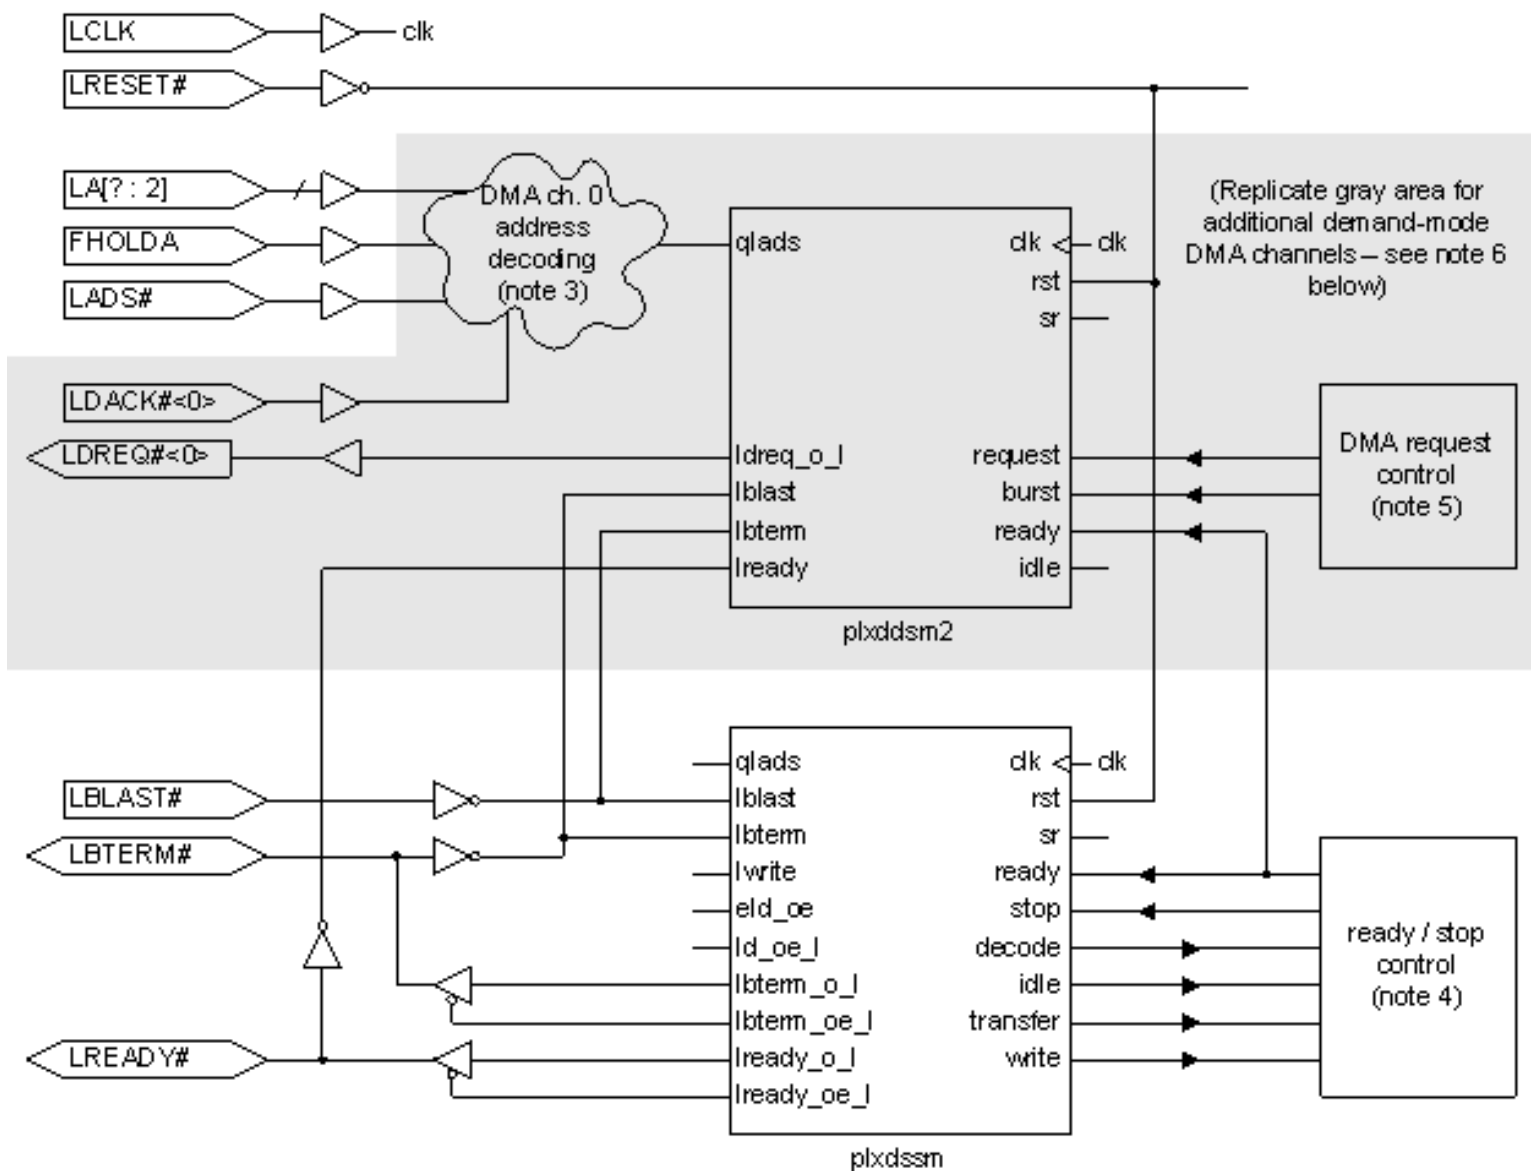 LCLK
clk
LRESET#
LA[? : 2]
FHOLDA
LADS#
DMA ch. 0
address
decoding
(note 3)
(Replicate gray area for
additional demand-mode
DMA channels – see note 6
below)
qlads
clk
clk
rst
sr
LDACK#<0>
LDREQ#<0>
ldreq_o_l
lblast
lbterm
lready
request
burst
ready
idle
DMA request
control
(note 5)
plxddsm2
LBLAST#
LBTERM#
LREADY#
qlads
lblast
lbterm
lwrite
eld_oe
ld_oe_l
lbterm_o_l
lbterm_oe_l
lready_o_l
lready_oe_l
clk
clk
rst
sr
ready
stop
decode
idle
transfer
write
ready / stop
control
(note 4)
plxdssm